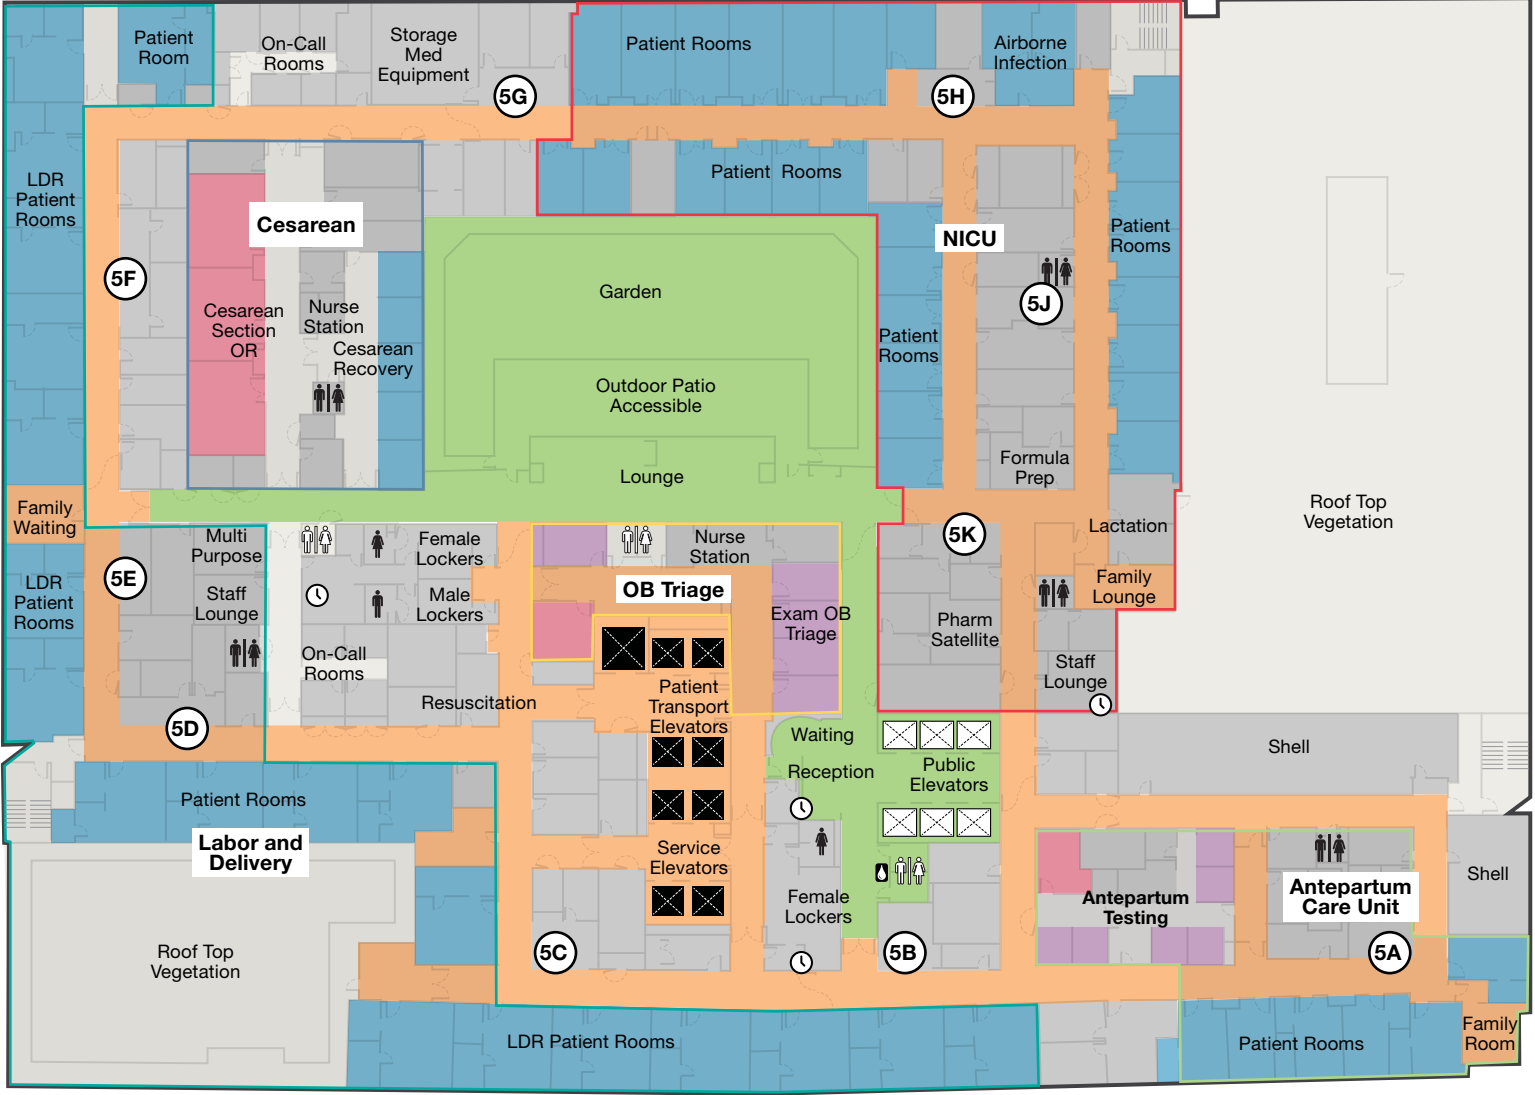 Patient
Room
On-Call
Rooms
Storage
Med
Equipment
5G
Patient Rooms
5H
Airborne
Infection
LDR
Patient
Rooms
Cesarean
Patient  Rooms
NICU
Patient
Rooms
5F
Cesarean
Section
OR
Nurse
Station
Cesarean
Recovery
Garden
Outdoor Patio
Accessible
Lounge
Patient
Rooms
5J
Formula
Prep
Roof Top
Vegetation
Family
Waiting
Multi
Purpose
Staff
Lounge
5E
LDR
Patient
Rooms
5D
Female
Lockers
Male
Lockers
On-Call
Rooms
Resuscitation
Nurse
Station
OB Triage
Exam OB
Triage
5K
Lactation
Family
Lounge
Pharm
Satellite
Staff
Lounge
Patient
Transport
Elevators
Waiting
Reception
Public
Elevators
Shell
Patient Rooms
Labor and
Delivery
Service
Elevators
Female
Lockers
5C
5B
Antepartum
Testing
Antepartum
Care Unit
5A
Shell
Roof Top
Vegetation
LDR Patient Rooms
Patient Rooms
Family
Room